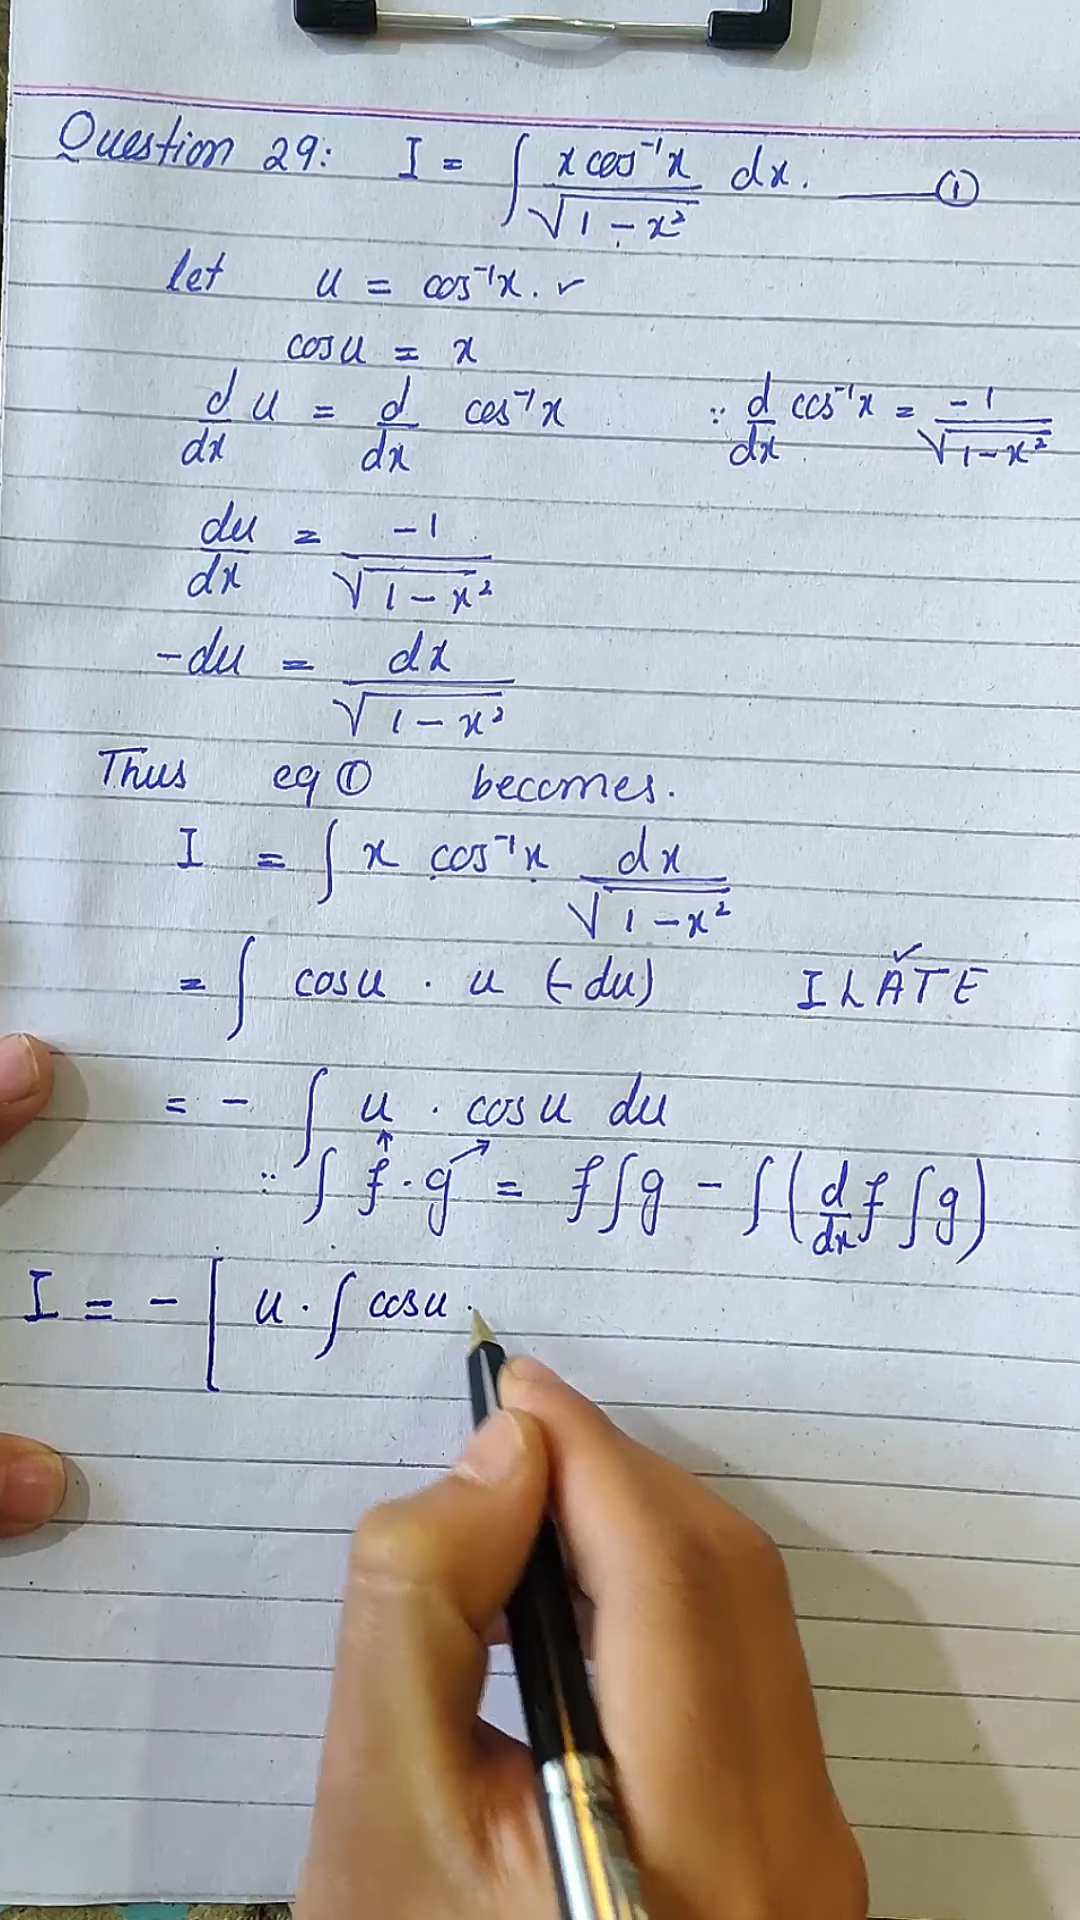 Question 29: I = ∫ x cos⁻¹x / √(1 − x²) dx. ——— ①
let u = cos⁻¹x. ✓
cos u = x
d/dx u = d/dx cos⁻¹x ∵ d/dx cos⁻¹x = −1/√(1−x²)
du/dx = −1/√(1−x²)
−du = dx/√(1−x²)
Thus eq ① becomes.
I = ∫ x cos⁻¹x dx/√(1−x²)
= ∫ cos u · u (−du) ILATE ✓
= − ∫ u · cos u du
∵ ∫ f · g = f∫g − ∫(d/dx f ∫g)
I = − [ u · ∫ cos u ·